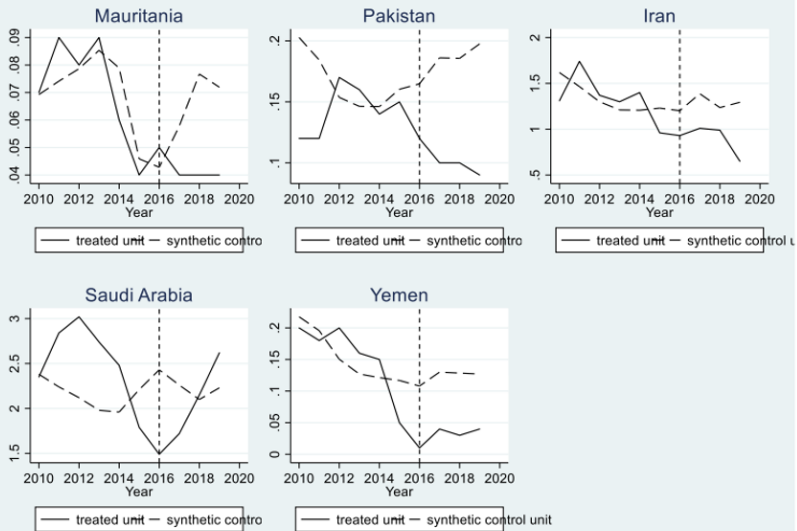 Mauritania
.04 .05 .06 .07 .08 .09
2010 2012 2014 2016 2018 2020
Year
treated unit synthetic contro
Pakistan
.1 .15 .2
2010 2012 2014 2016 2018 2020
Year
treated unit synthetic contro
Iran
.5 1 1.5 2
2010 2012 2014 2016 2018 2020
Year
treated unit synthetic control u
Saudi Arabia
1.5 2 2.5 3
2010 2012 2014 2016 2018 2020
Year
treated unit synthetic contro
Yemen
0 .05 .1 .15 .2
2010 2012 2014 2016 2018 2020
Year
treated unit synthetic control unit